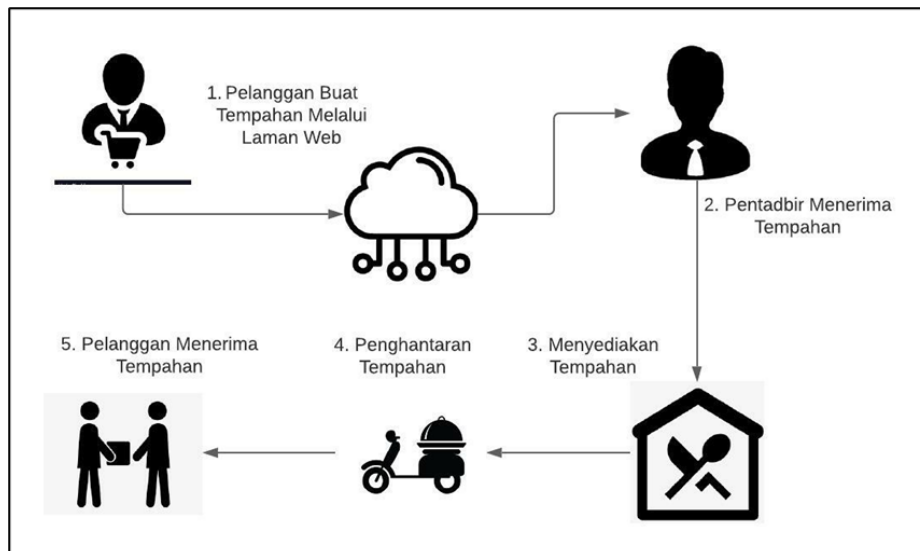 1. Pelanggan Buat
Tempahan Melalui
Laman Web
2. Pentadbir Menerima
Tempahan
5. Pelanggan Menerima
Tempahan
4. Penghantaran
Tempahan
3. Menyediakan
Tempahan